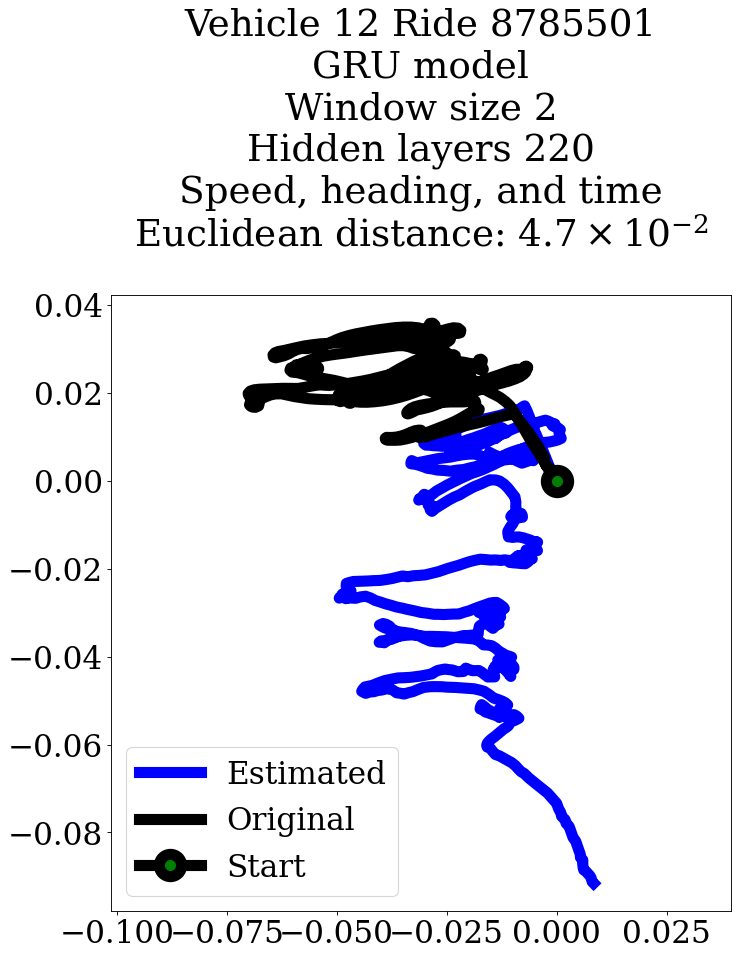 Vehicle 12 Ride 8785501
GRU model
Window size 2
Hidden layers 220
Speed, heading, and time
Euclidean distance: 4.7 × 10⁻²
0.04
0.02
0.00
−0.02
−0.04
−0.06
−0.08
Estimated
Original
Start
−0.100 −0.075 −0.050 −0.025 0.000 0.025